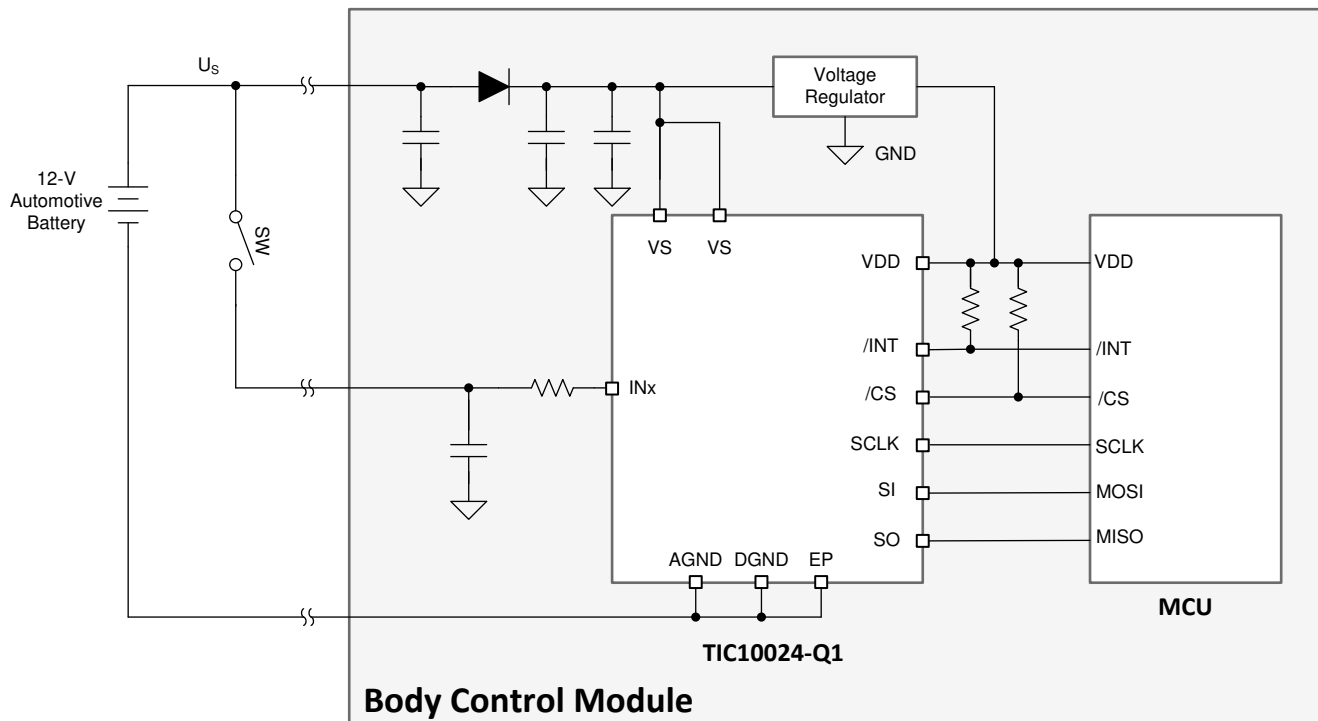 U_S
Voltage
Regulator
GND
12-V
Automotive
Battery
SW
VS
VS
VDD
VDD
/INT
/INT
INx
/CS
/CS
SCLK
SCLK
SI
MOSI
SO
MISO
AGND
DGND
EP
MCU
TIC10024-Q1
Body Control Module